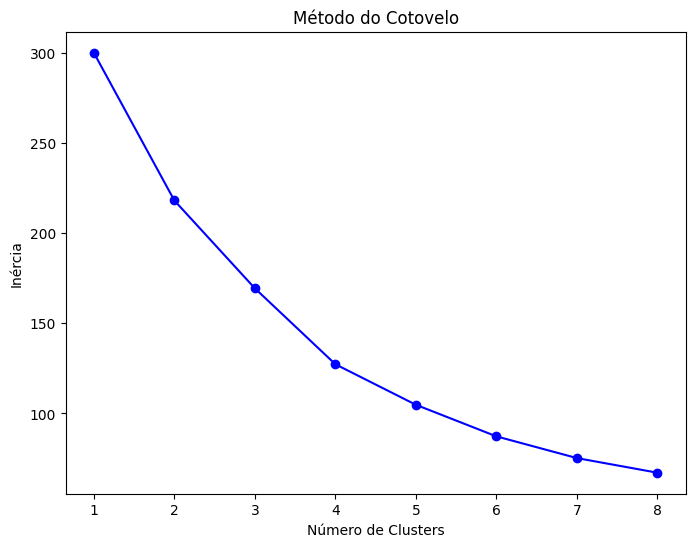 Método do Cotovelo
300
250
200
150
100
Inércia
1 2 3 4 5 6 7 8
Número de Clusters